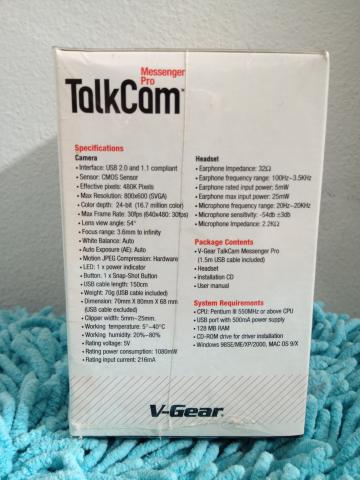 Messenger
Pro
TalkCam
Specifications
Camera
• Interface: USB 2.0 and 1.1 compliant
• Sensor: CMOS Sensor
• Effective pixels: 480K Pixels
• Max Resolution: 800x600 (SVGA)
• Color depth: 24-bit (16.7 million color)
• Max Frame Rate: 30fps (640x480: 30fps)
• Lens view angle: 54°
• Focus range: 3.6mm to infinity
• White Balance: Auto
• Auto Exposure (AE): Auto
• Motion JPEG Compression: Hardware
• LED: 1 x power indicator
• Button: 1 x Snap-Shot Button
• USB cable length: 150cm
• Weight: 70g (USB cable included)
• Dimension: 70mm X 80mm X 68 mm
(USB cable excluded)
• Clipper width: 5mm~25mm.
• Working temperature: 5°~40°C
• Working humidity: 20%~80%
• Rating voltage: 5V
• Rating power consumption: 1080mW
• Rating input current: 216mA
Headset
• Earphone Impedance: 32Ω
• Earphone frequency range: 100Hz~3.5KHz
• Earphone rated input power: 5mW
• Earphone max input power: 25mW
• Microphone frequency range: 20Hz~20KHz
• Microphone sensitivity: -54db ±3db
• Microphone Impedance: 2.2KΩ
Package Contents
• V-Gear TalkCam Messenger Pro
(1.5m USB cable included)
• Headset
• Installation CD
• User manual
System Requirements
• CPU: Pentium III 550MHz or above CPU
• USB port with 500mA power supply
• 128 MB RAM
• CD-ROM drive for driver installation
• Windows 98SE/ME/XP/2000, MAC OS 9/X
V-Gear